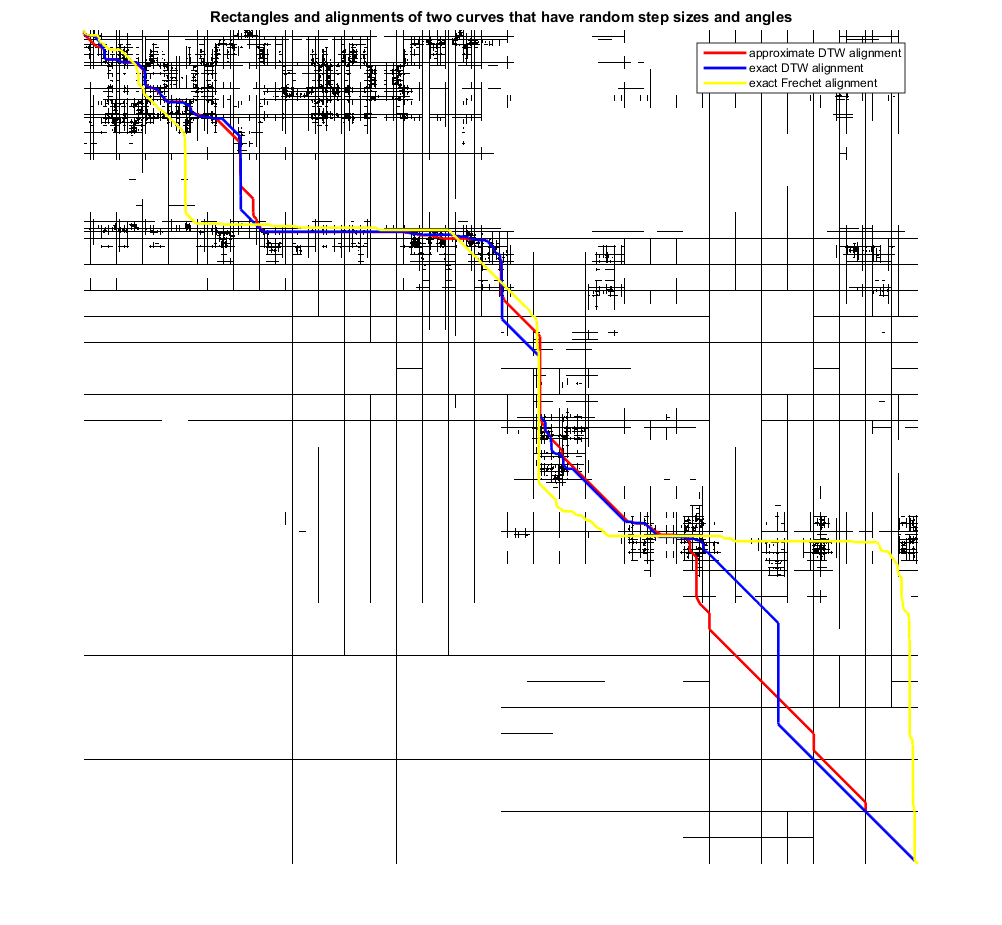 Rectangles and alignments of two curves that have random step sizes and angles
approximate DTW alignment
exact DTW alignment
exact Frechet alignment